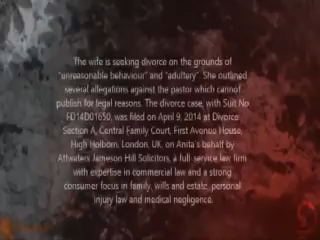 The wife is seeking divorce on the grounds of
"unreasonable behaviour" and "adultery". She outlined
several allegations against the pastor which cannot
publish for legal reasons. The divorce case, with Suit No
FD14D01650, was filed on April 9, 2014 at Divorce
Section A, Central Family Court, First Avenue House,
High Holborn, London, UK, on Anita's behalf by
Attwaters Jameson Hill Solicitors, a full-service law firm
with expertise in commercial law and a strong
consumer focus in family, wills and estate, personal
injury law and medical negligence.